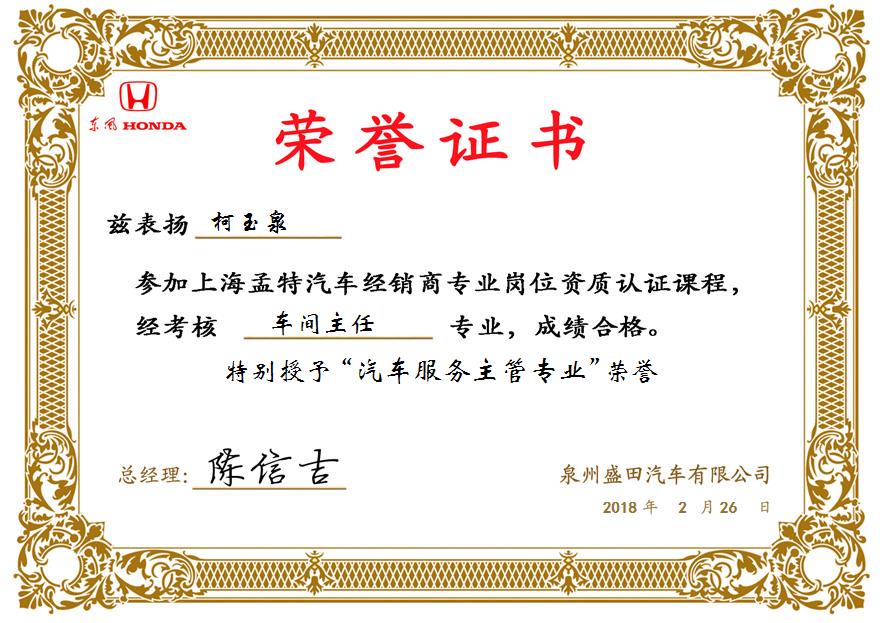 东风 HONDA
荣誉证书
兹表扬 柯玉泉
参加上海孟特汽车经销商专业岗位资质认证课程，
经考核 车间主任 专业，成绩合格。
特别授予“汽车服务主管专业”荣誉
总经理: 陈信吉 泉州盛田汽车有限公司
2018 年 2 月 26 日